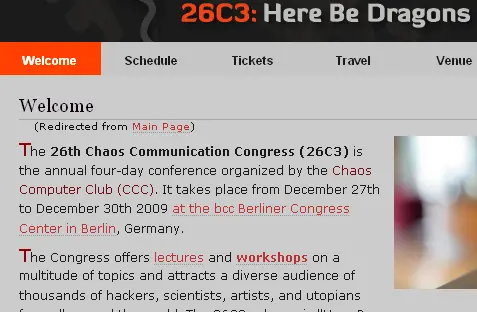 26C3: Here Be Dragons
Welcome Schedule Tickets Travel Venue
Welcome
(Redirected from Main Page)
The 26th Chaos Communication Congress (26C3) is
the annual four-day conference organized by the Chaos
Computer Club (CCC). It takes place from December 27th
to December 30th 2009 at the bcc Berliner Congress
Center in Berlin, Germany.
The Congress offers lectures and workshops on a
multitude of topics and attracts a diverse audience of
thousands of hackers, scientists, artists, and utopians